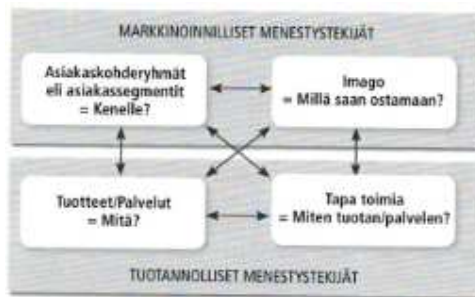 MARKKINOINNILLISET MENESTYSTEKIJÄT
Asiakaskohderyhmät
eli asiakassegmentit
= Kenelle?
Imago
= Millä saan ostamaan?
Tuotteet/Palvelut
= Mitä?
Tapa toimia
= Miten tuotan/palvelen?
TUOTANNOLLISET MENESTYSTEKIJÄT